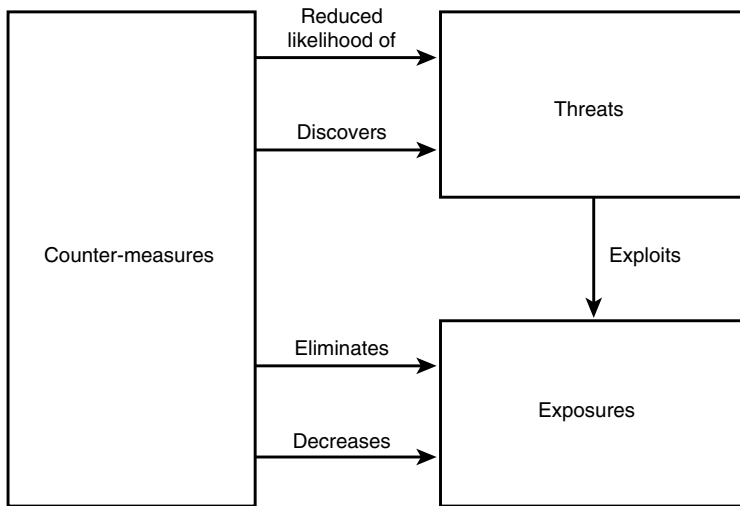 Reduced
likelihood of
Threats
Discovers
Counter-measures
Exploits
Eliminates
Exposures
Decreases